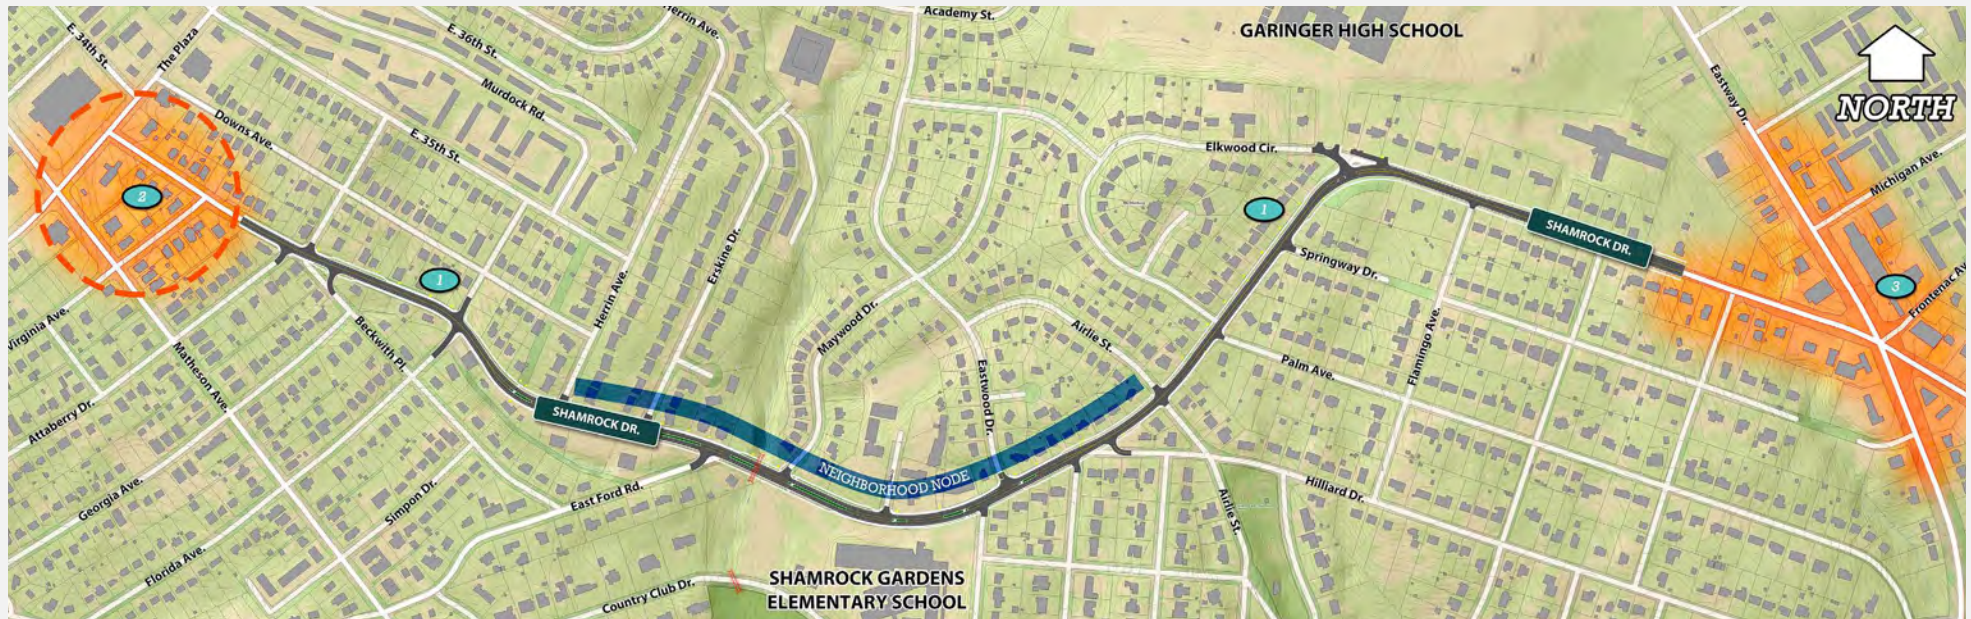 Herrin Ave.
Academy St.
E. 34th St.
The Plaza
E. 36th St.
GARINGER HIGH SCHOOL
Eastway Dr.
NORTH
Murdock Rd.
Downs Ave.
E. 35th St.
Elkwood Cir.
Michigan Ave.
2
1
SHAMROCK DR.
Springway Dr.
1
Erskine Dr.
Herrin Ave.
3
Frontenac Av
Virginia Ave.
Maywood Dr.
Airlie St.
Beckwith Pl.
Matheson Ave.
Eastwood Dr.
Palm Ave.
Flamingo Ave.
Attaberry Dr.
SHAMROCK DR.
NEIGHBORHOOD NODE
Georgia Ave.
Simpon Dr.
East Ford Rd.
Hilliard Dr.
Airlie St.
Florida Ave.
SHAMROCK GARDENS
ELEMENTARY SCHOOL
Country Club Dr.